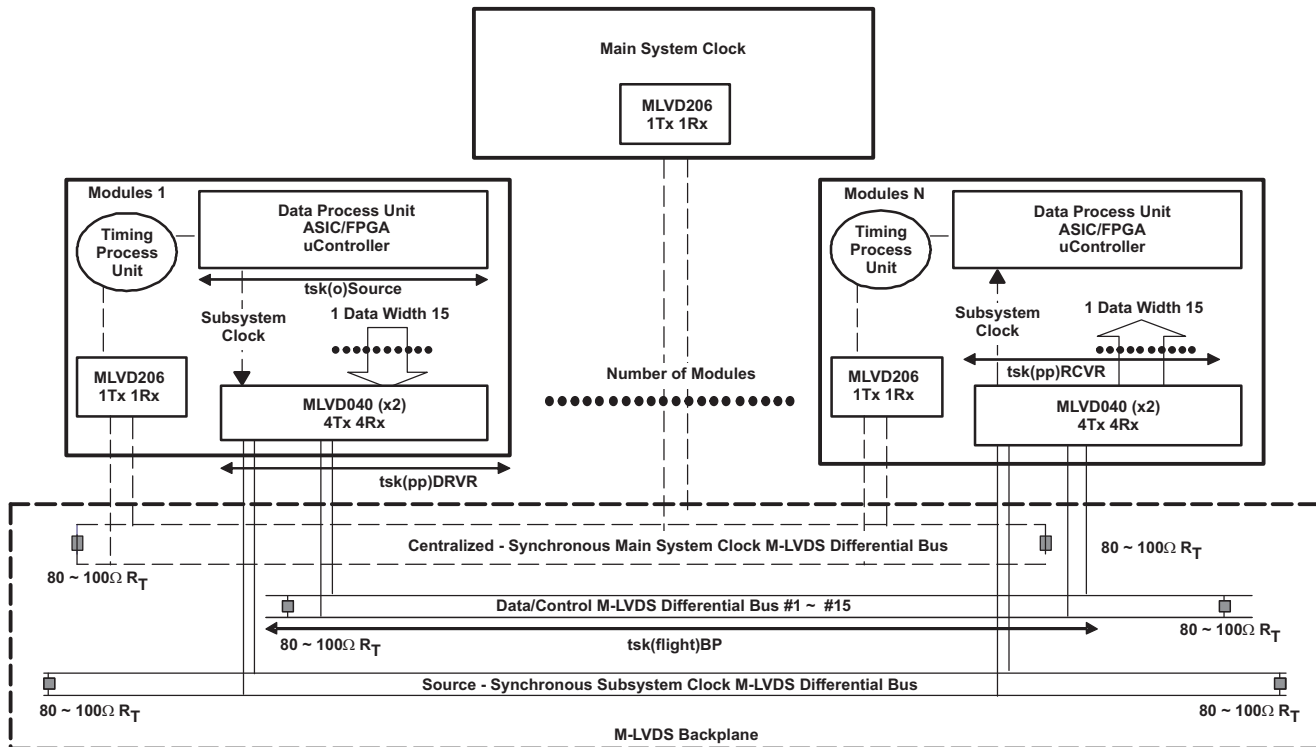 Main System Clock
MLVD206
1Tx 1Rx
Modules 1
Timing
Process
Unit
Data Process Unit
ASIC/FPGA
uController
tsk(o)Source
Subsystem
Clock
1 Data Width 15
MLVD206
1Tx 1Rx
MLVD040 (x2)
4Tx 4Rx
tsk(pp)DRVR
Number of Modules
Modules N
Timing
Process
Unit
Data Process Unit
ASIC/FPGA
uController
Subsystem
Clock
1 Data Width 15
tsk(pp)RCVR
MLVD206
1Tx 1Rx
MLVD040 (x2)
4Tx 4Rx
Centralized - Synchronous Main System Clock M-LVDS Differential Bus
80 ~ 100Ω RT
80 ~ 100Ω RT
Data/Control M-LVDS Differential Bus #1 ~ #15
80 ~ 100Ω RT
tsk(flight)BP
80 ~ 100Ω RT
Source - Synchronous Subsystem Clock M-LVDS Differential Bus
80 ~ 100Ω RT
80 ~ 100Ω RT
M-LVDS Backplane